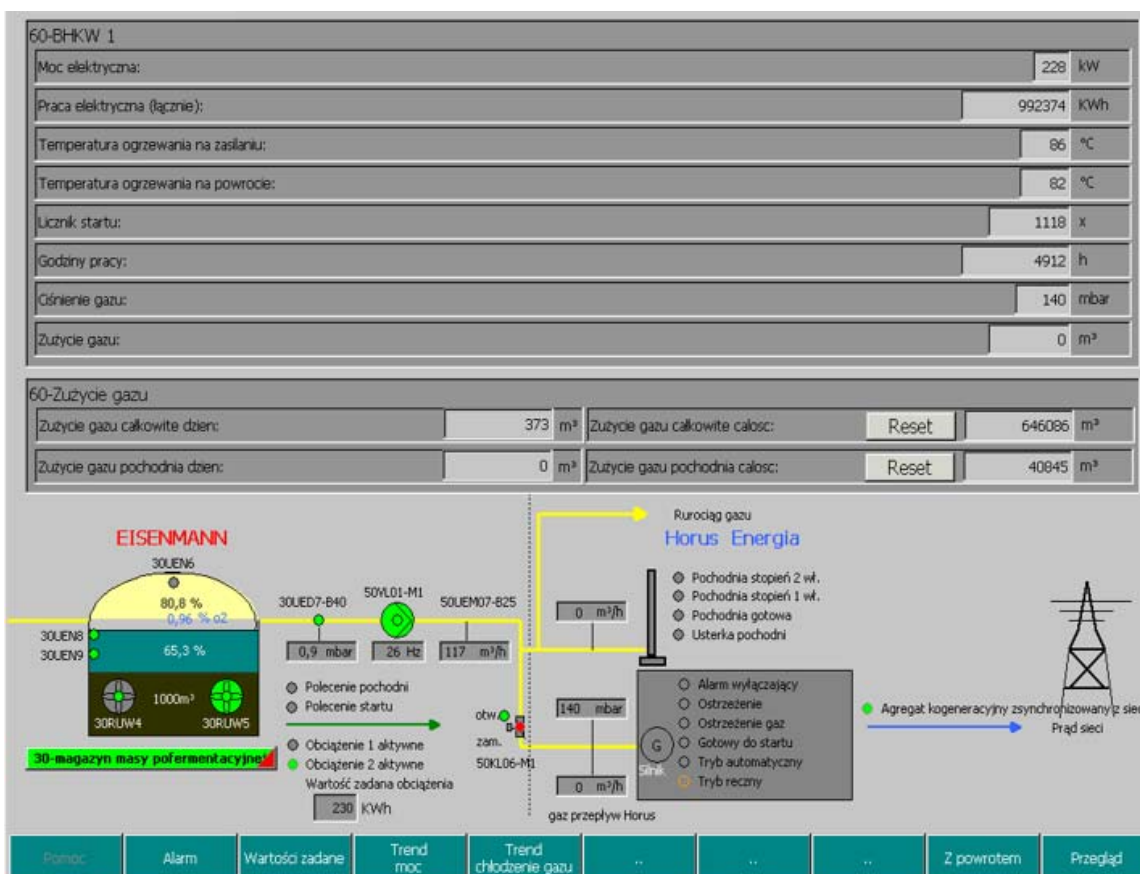 60-BHKW 1
Moc elektryczna: 228 kW
Praca elektryczna (łącznie): 992374 KWh
Temperatura ogrzewania na zasilaniu: 86 °C
Temperatura ogrzewania na powrocie: 82 °C
Licznik startu: 1118 x
Godziny pracy: 4912 h
Ciśnienie gazu: 140 mbar
Zużycie gazu: 0 m³
60-Zużycie gazu
Zużycie gazu całkowite dzien: 373 m³ Zużycie gazu całkowite calosc: Reset 646086 m³
Zużycie gazu pochodnia dzien: 0 m³ Zużycie gazu pochodnia calosc: Reset 40845 m³
EISENMANN
30UEN6
80,8 %
0,96 % o2
30UEN8
30UEN9
65,3 %
1000m³
30RUW4 30RUW5
30-magazyn masy pofermentacyjnej
30UED7-B40
0,9 mbar
50VL01-M1
26 Hz
50UEM07-B25
117 m³/h
Polecenie pochodni
Polecenie startu
Obciążenie 1 aktywne
Obciążenie 2 aktywne
Wartość zadana obciążenia
230 KWh
otw.
zam.
50KL06-M1
Rurociąg gazu
Horus Energia
0 m³/h
Pochodnia stopień 2 wł.
Pochodnia stopień 1 wł.
Pochodnia gotowa
Usterka pochodni
140 mbar
0 m³/h
gaz przepływ Horus
G
Silnik
Alarm wyłączający
Ostrzeżenie
Ostrzeżenie gaz
Gotowy do startu
Tryb automatyczny
Tryb reczny
Agregat kogeneracyjny zsynchronizowany z siec
Prąd sieci
Pomoc Alarm Wartości zadane Trend moc Trend chłodzenie gazu .. .. .. Z powrotem Przegląd